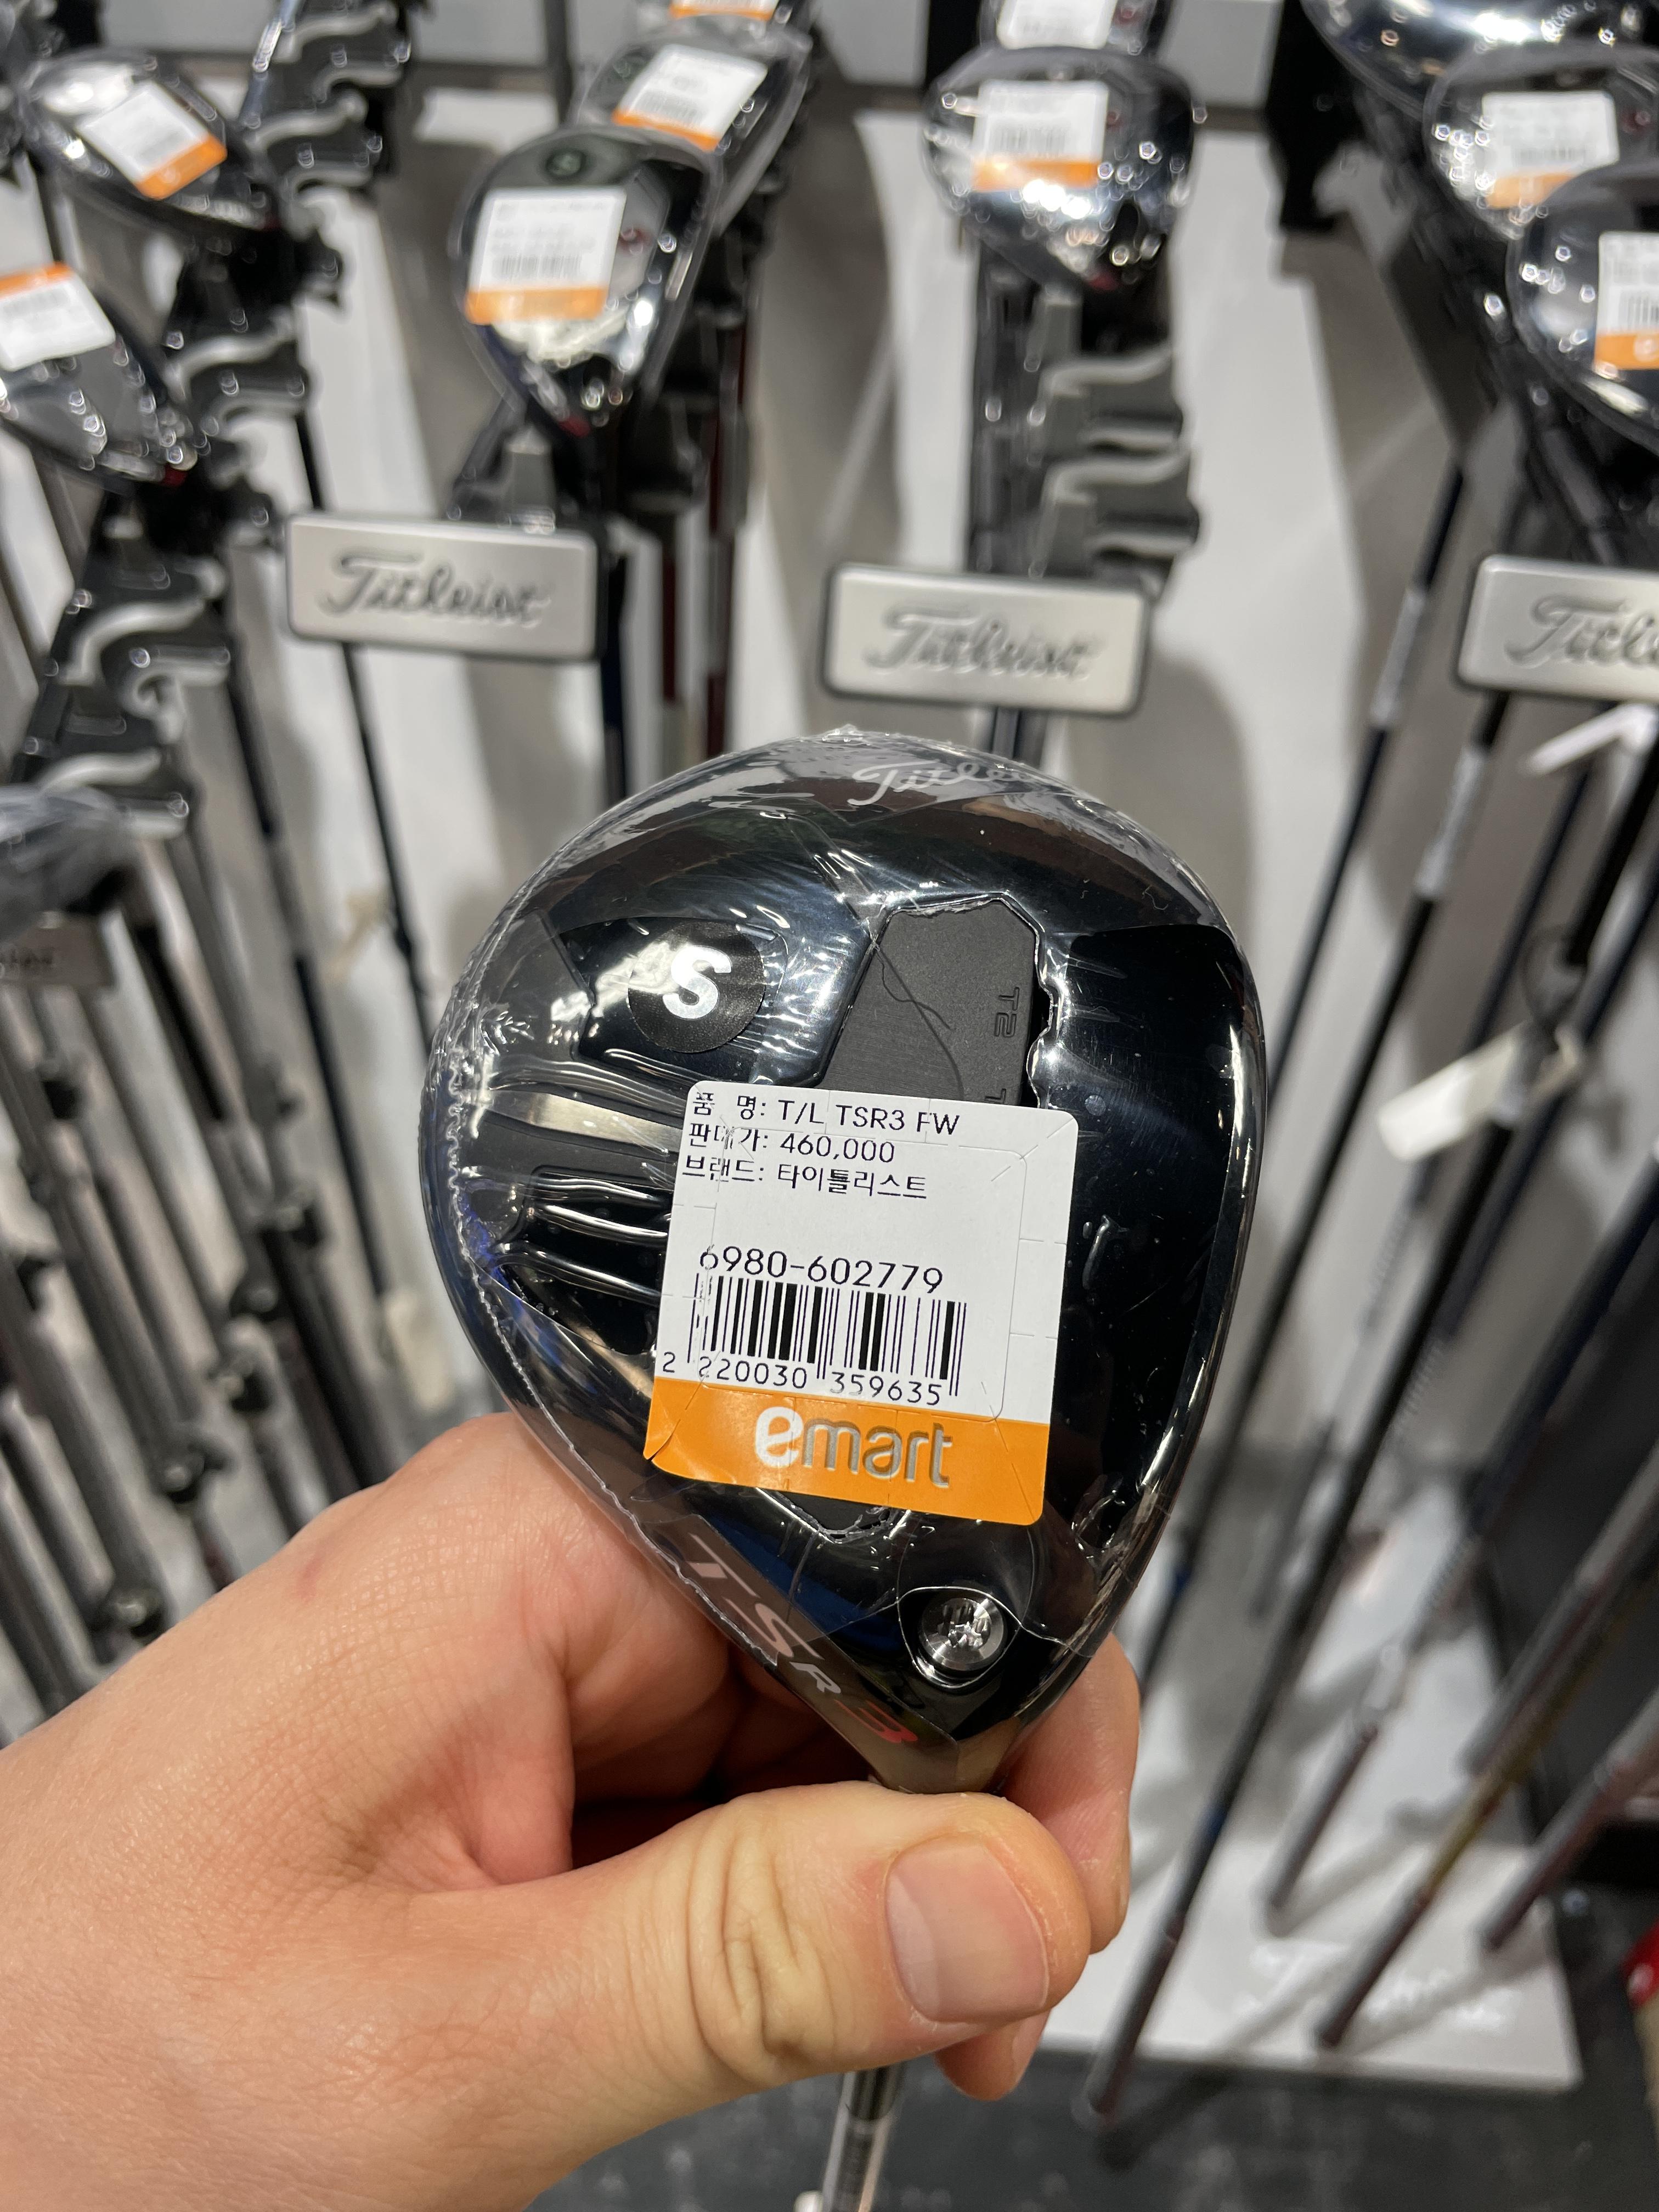 Titleist
Titleist
Titleist
S
T2
품 명: T/L TSR3 FW
판매가: 460,000
브랜드: 타이틀리스트
6980-602779
2 220030 359635
emart
TSR3